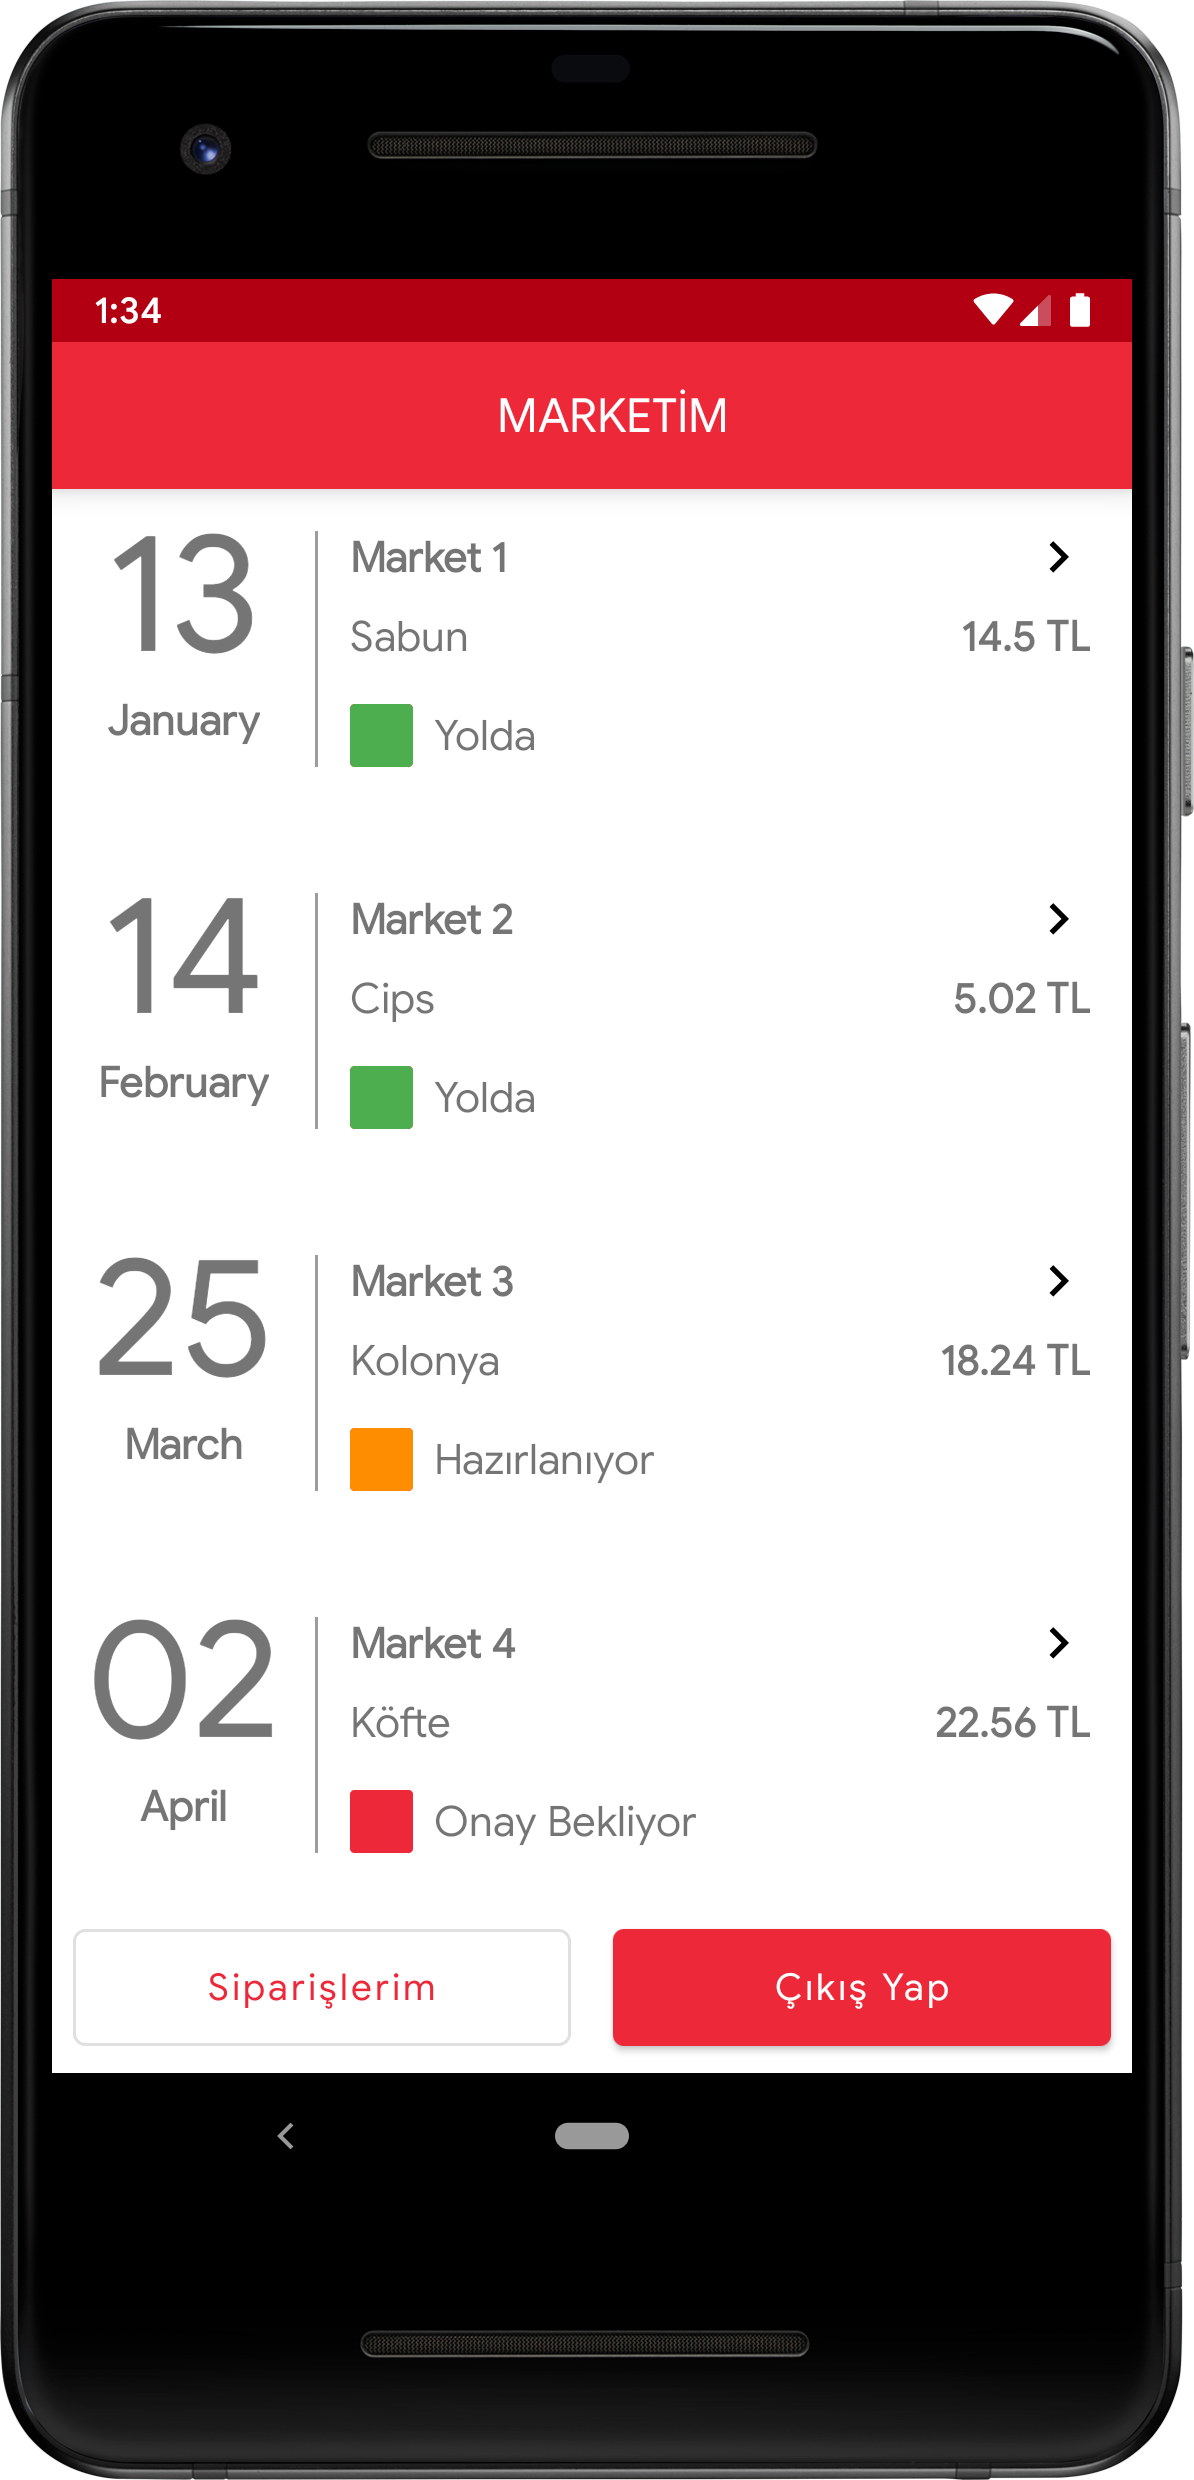 1:34
MARKETİM
13
January
Market 1
Sabun
14.5 TL
Yolda
14
February
Market 2
Cips
5.02 TL
Yolda
25
March
Market 3
Kolonya
18.24 TL
Hazırlanıyor
02
April
Market 4
Köfte
22.56 TL
Onay Bekliyor
Siparişlerim
Çıkış Yap